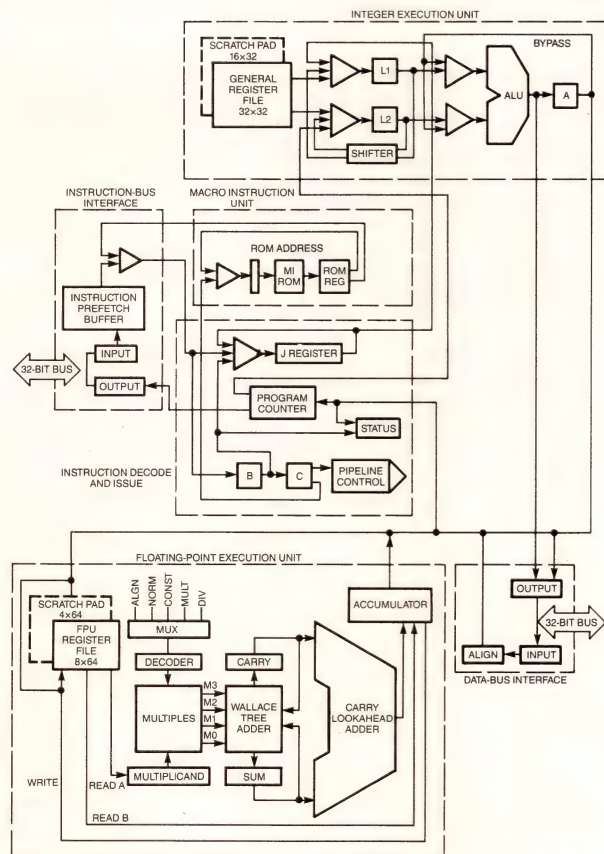 INTEGER EXECUTION UNIT
SCRATCH PAD
16×32
GENERAL
REGISTER
FILE
32×32
L1
L2
SHIFTER
BYPASS
ALU
A
INSTRUCTION-BUS
INTERFACE
INSTRUCTION
PREFETCH
BUFFER
INPUT
32-BIT BUS
OUTPUT
MACRO INSTRUCTION
UNIT
ROM ADDRESS
MI
ROM
ROM
REG
J REGISTER
PROGRAM
COUNTER
STATUS
INSTRUCTION DECODE
AND ISSUE
B
C
PIPELINE
CONTROL
FLOATING-POINT EXECUTION UNIT
SCRATCH PAD
4×64
FPU
REGISTER
FILE
8×64
ALGN
NORM
CONST
MULT
DIV
MUX
DECODER
MULTIPLES
M3
M2
M1
M0
MULTIPLICAND
CARRY
WALLACE
TREE
ADDER
SUM
CARRY
LOOKAHEAD
ADDER
ACCUMULATOR
WRITE
READ A
READ B
OUTPUT
32-BIT BUS
ALIGN
INPUT
DATA-BUS INTERFACE